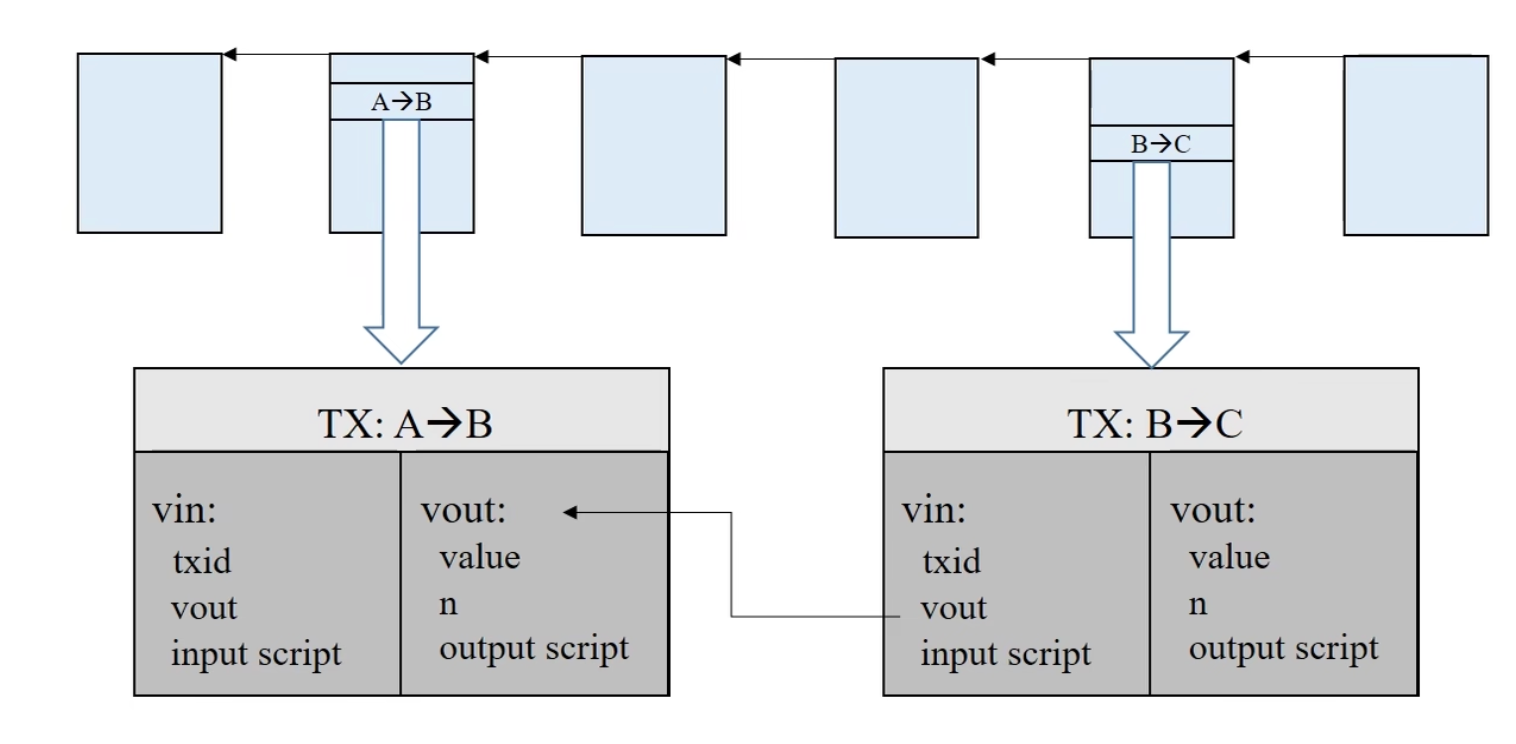 A→B
B→C
TX: A→B
vin:
txid
vout
input script
vout:
value
n
output script
TX: B→C
vin:
txid
vout
input script
vout:
value
n
output script